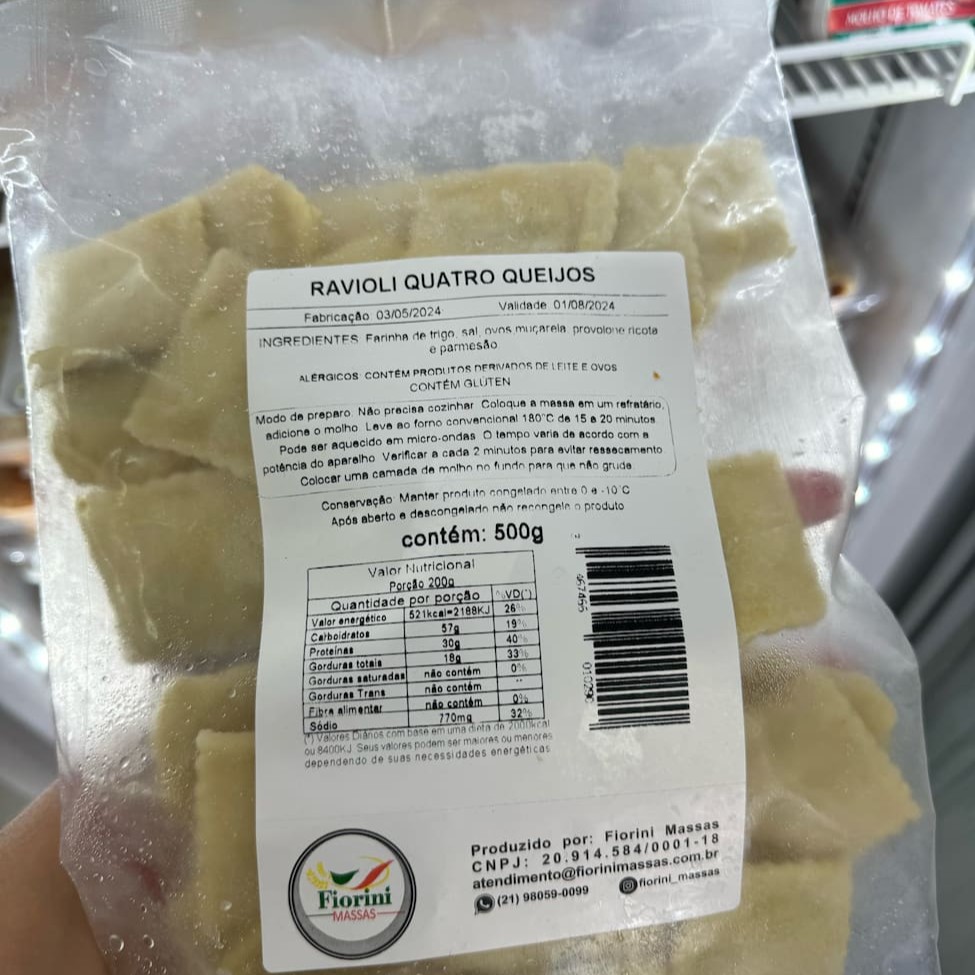 MOLHO DE TOMATES
RAVIOLI QUATRO QUEIJOS
Fabricação 03/05/2024 Validade 01/08/2024
INGREDIENTES Farinha de trigo, sal, ovos muçarela provolone ricota
e parmesão
ALÉRGICOS: CONTÉM PRODUTOS DERIVADOS DE LEITE E OVOS
CONTÉM GLÚTEN
Modo de preparo. Não precisa cozinhar Coloque a massa em um refratário,
adicione o molho. Leve ao forno convencional 180°C de 15 a 20 minutos
Pode ser aquecido em micro-ondas O tempo varia de acordo com a
potência do aparelho Verificar a cada 2 minutos para evitar ressecamento
Colocar uma camada de molho no fundo para que não grude
Conservação: Manter produto congelado entre 0 e -10°C
Após aberto e descongelado não recongele o produto
contém: 500g
Valor Nutricional
Porção 200g
Quantidade por porção %VD(*)
Valor energético 521kcal=2188KJ 26%
Carboidratos 57g 19%
Proteínas 30g 40%
Gorduras totais 18g 33%
Gorduras saturadas não contém 0%
Gorduras Trans não contém **
Fibra alimentar não contém 0%
Sódio 770mg 32%
(*) Valores Diários com base em uma dieta de 2000kcal
ou 8400KJ. Seus valores podem ser maiores ou menores
dependendo de suas necessidades energéticas
467466 010290
Fiorini
MASSAS
Produzido por: Fiorini Massas
CNPJ: 20.914.584/0001-18
atendimento@fiorinimassas.com.br
(21) 98059-0099 fiorini_massas